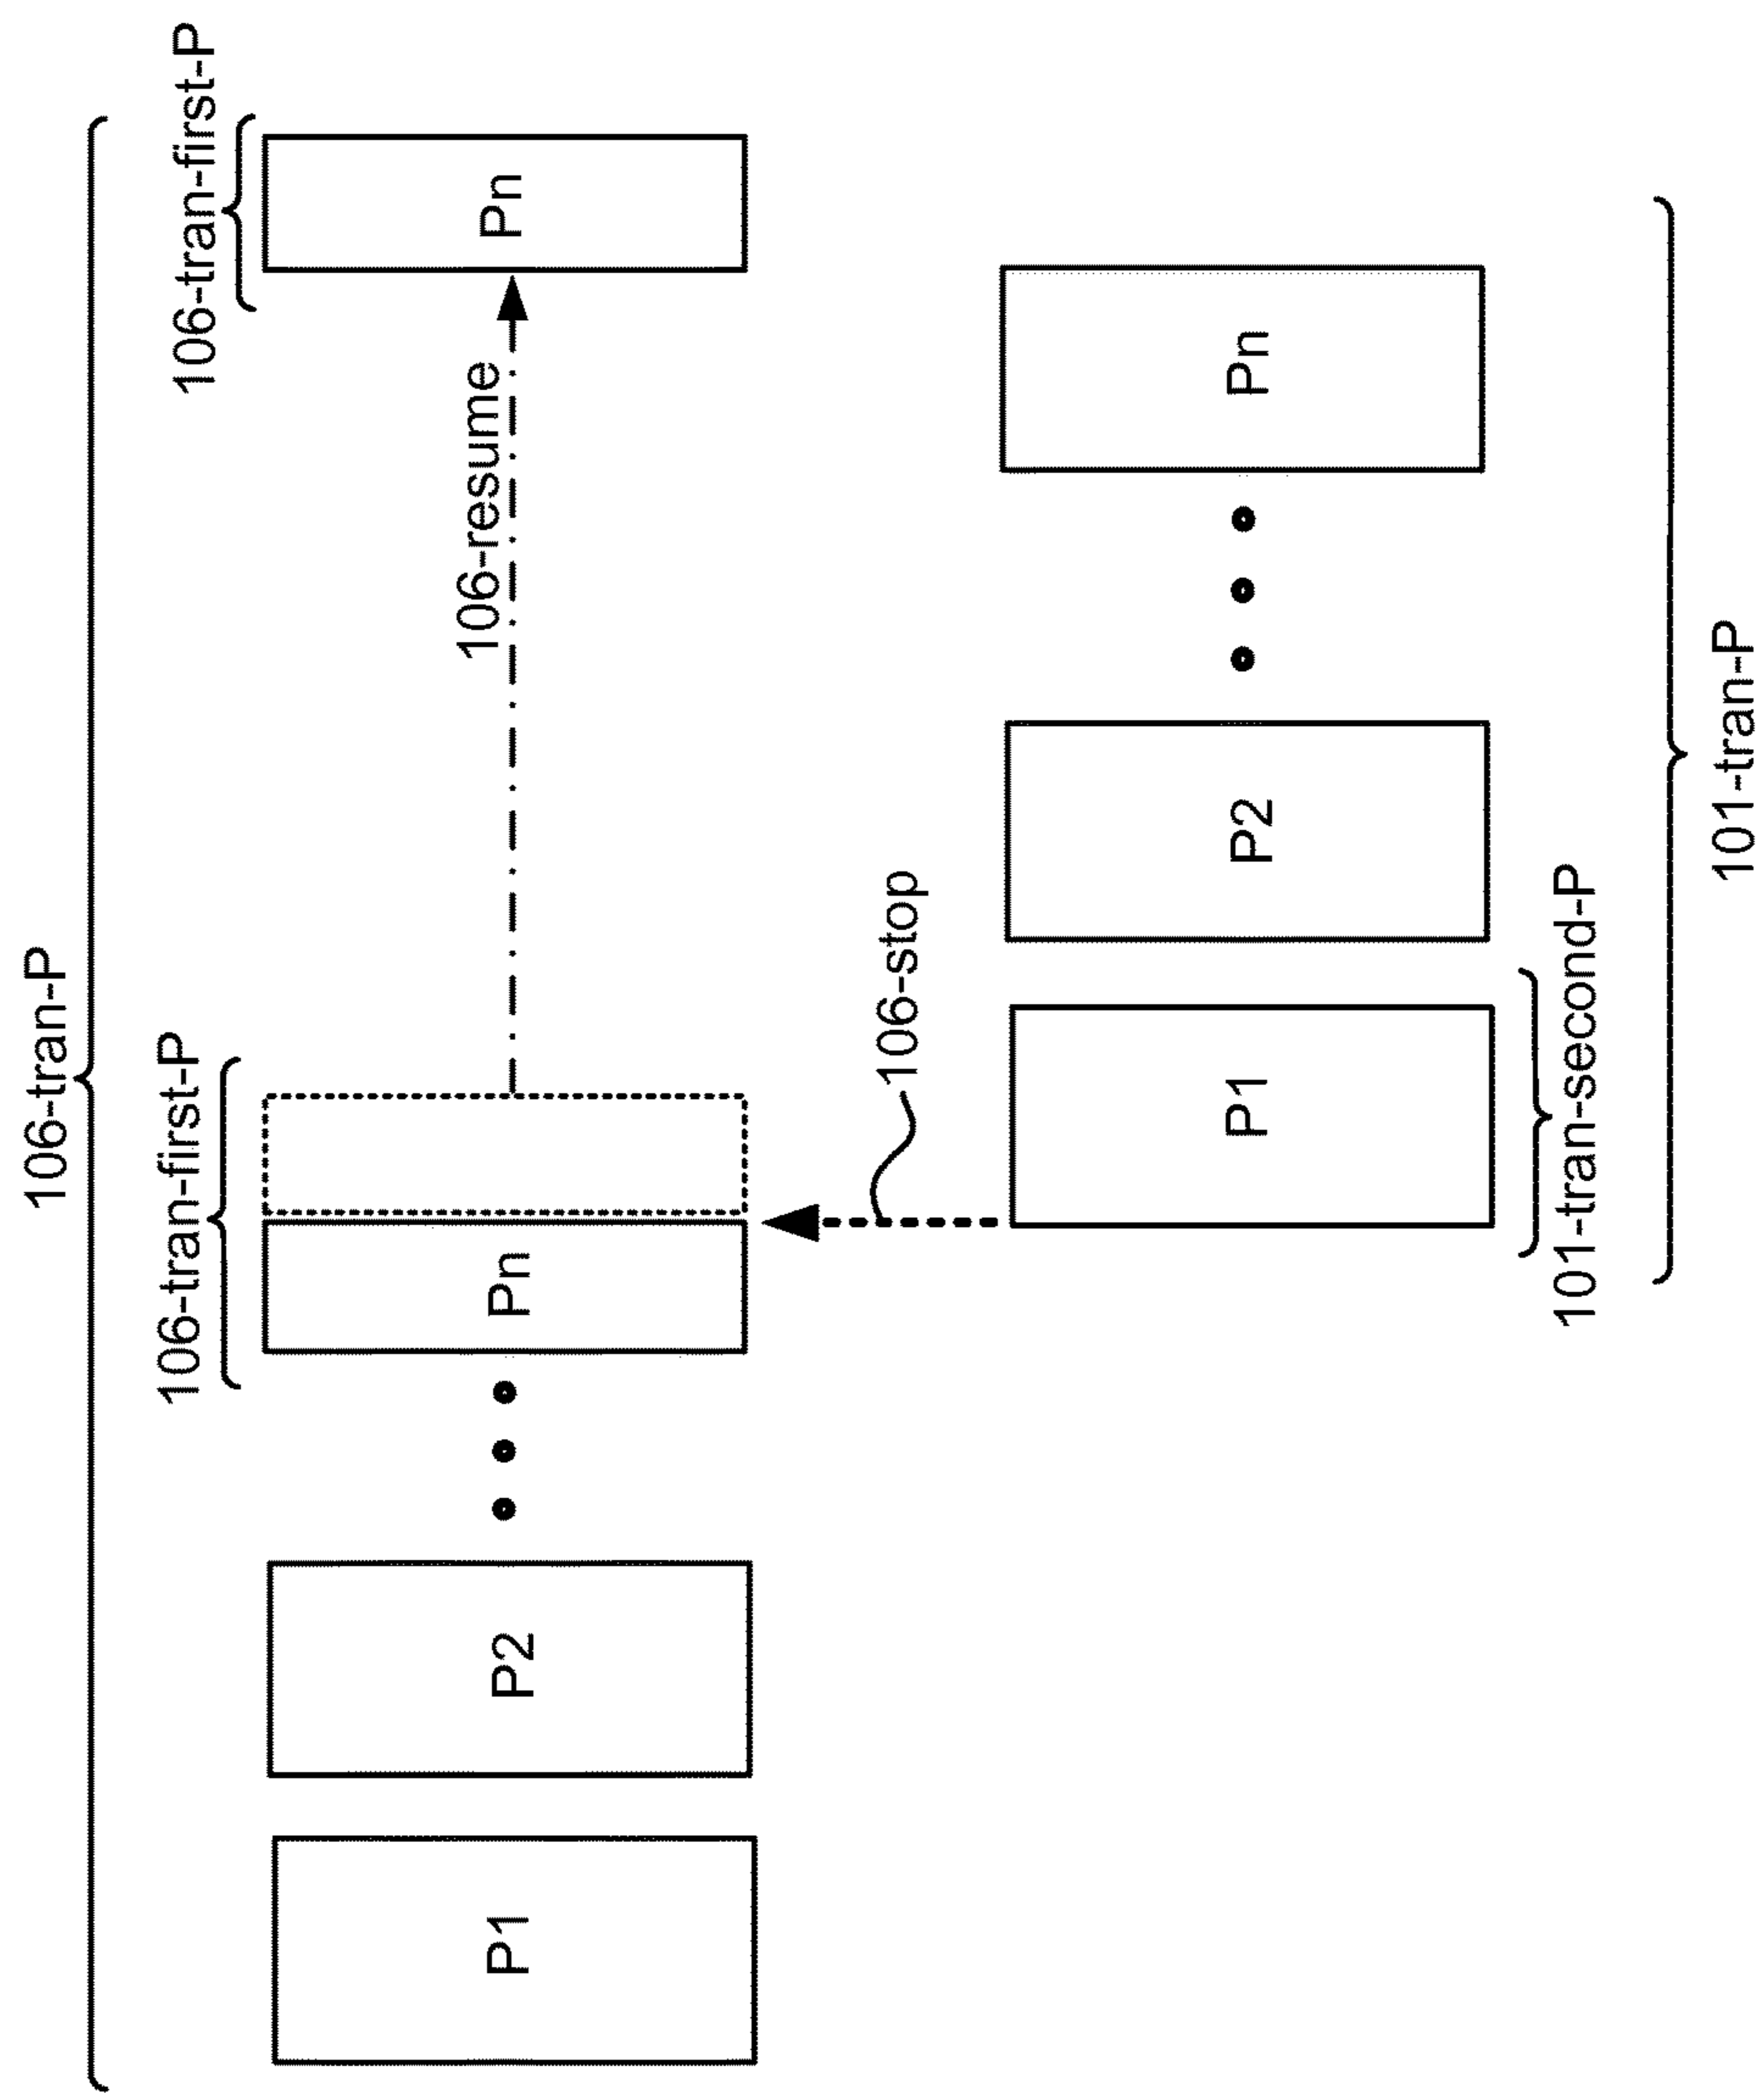 106-tran-P
106-tran-first-P
106-tran-first-P
P1
P2
Pn
106-resume
Pn
106-stop
P1
P2
Pn
101-tran-second-P
101-tran-P